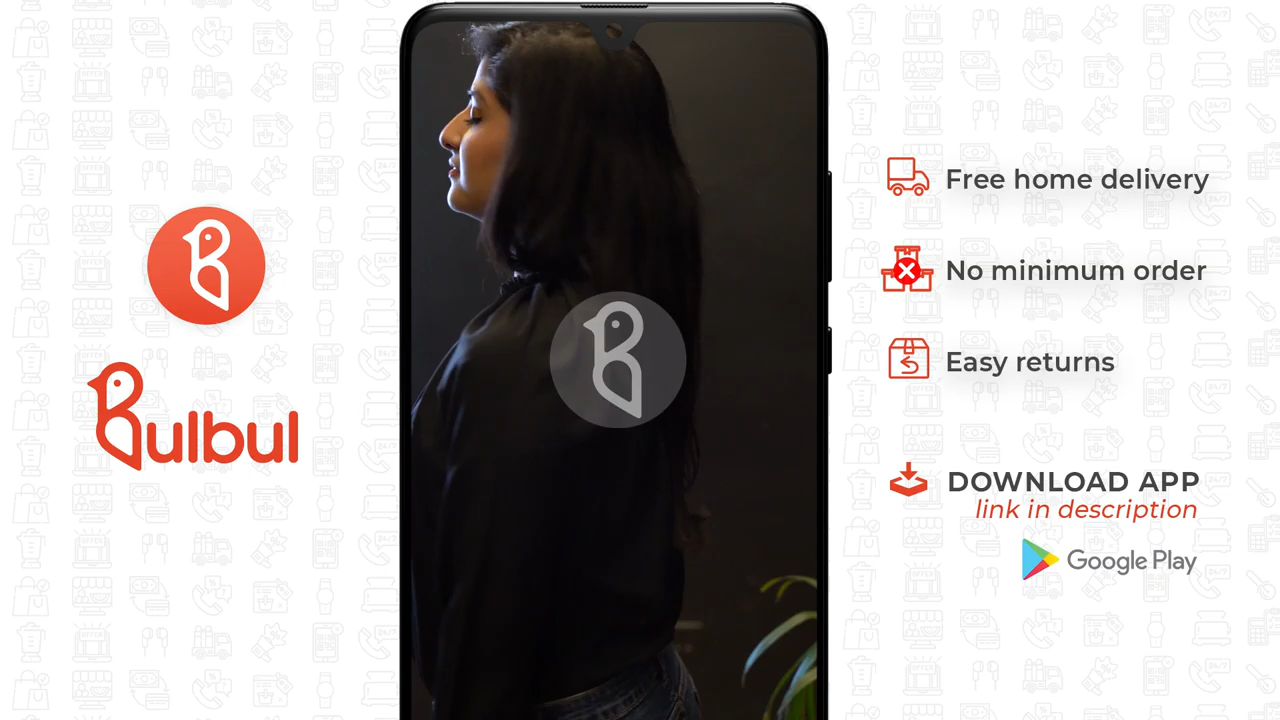 Bulbul
Free home delivery
No minimum order
Easy returns
DOWNLOAD APP
link in description
Google Play